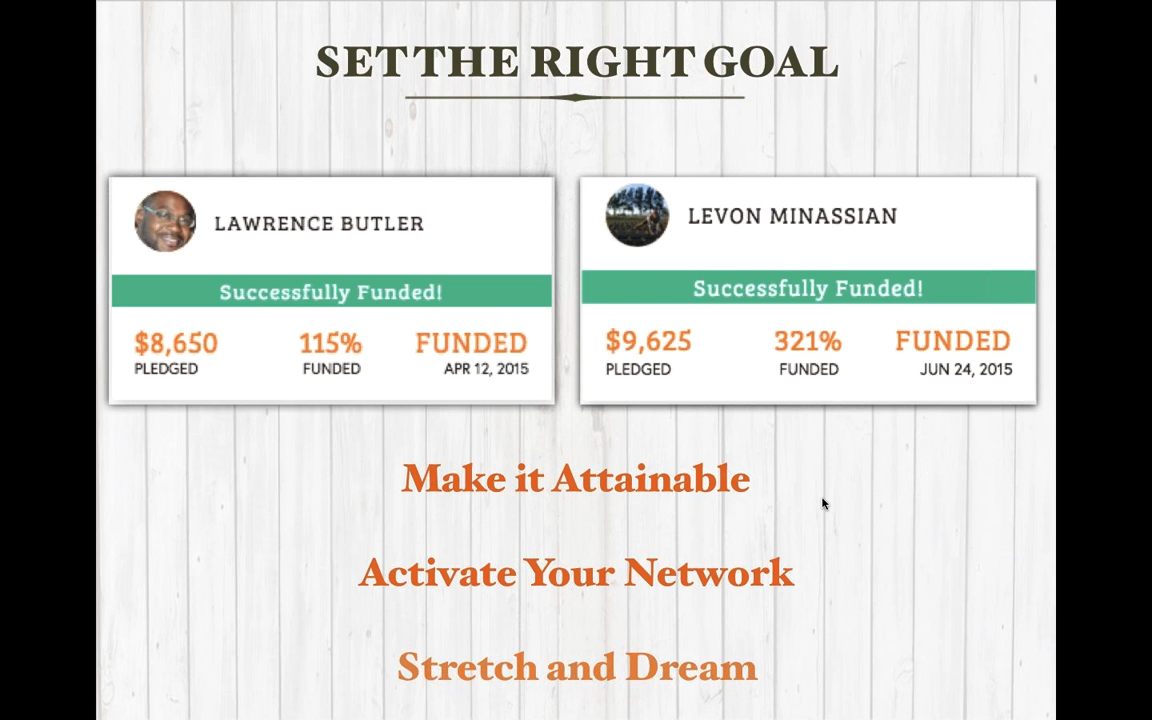 SET THE RIGHT GOAL
LAWRENCE BUTLER
Successfully Funded!
$8,650 115% FUNDED
PLEDGED FUNDED APR 12, 2015
LEVON MINASSIAN
Successfully Funded!
$9,625 321% FUNDED
PLEDGED FUNDED JUN 24, 2015
Make it Attainable
Activate Your Network
Stretch and Dream